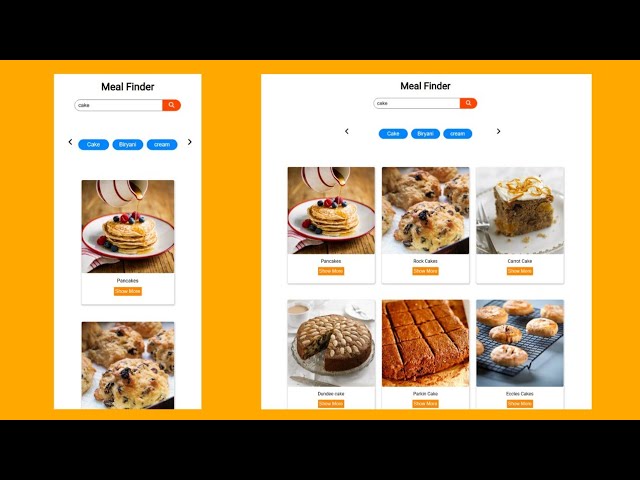 Meal Finder
cake
Cake Biryani cream
Pancakes
Show More
Meal Finder
cake
Cake Biryani cream
Pancakes Rock Cakes Carrot Cake
Show More Show More Show More
Dundee cake Parkin Cake Eccles Cakes
Show More Show More Show More